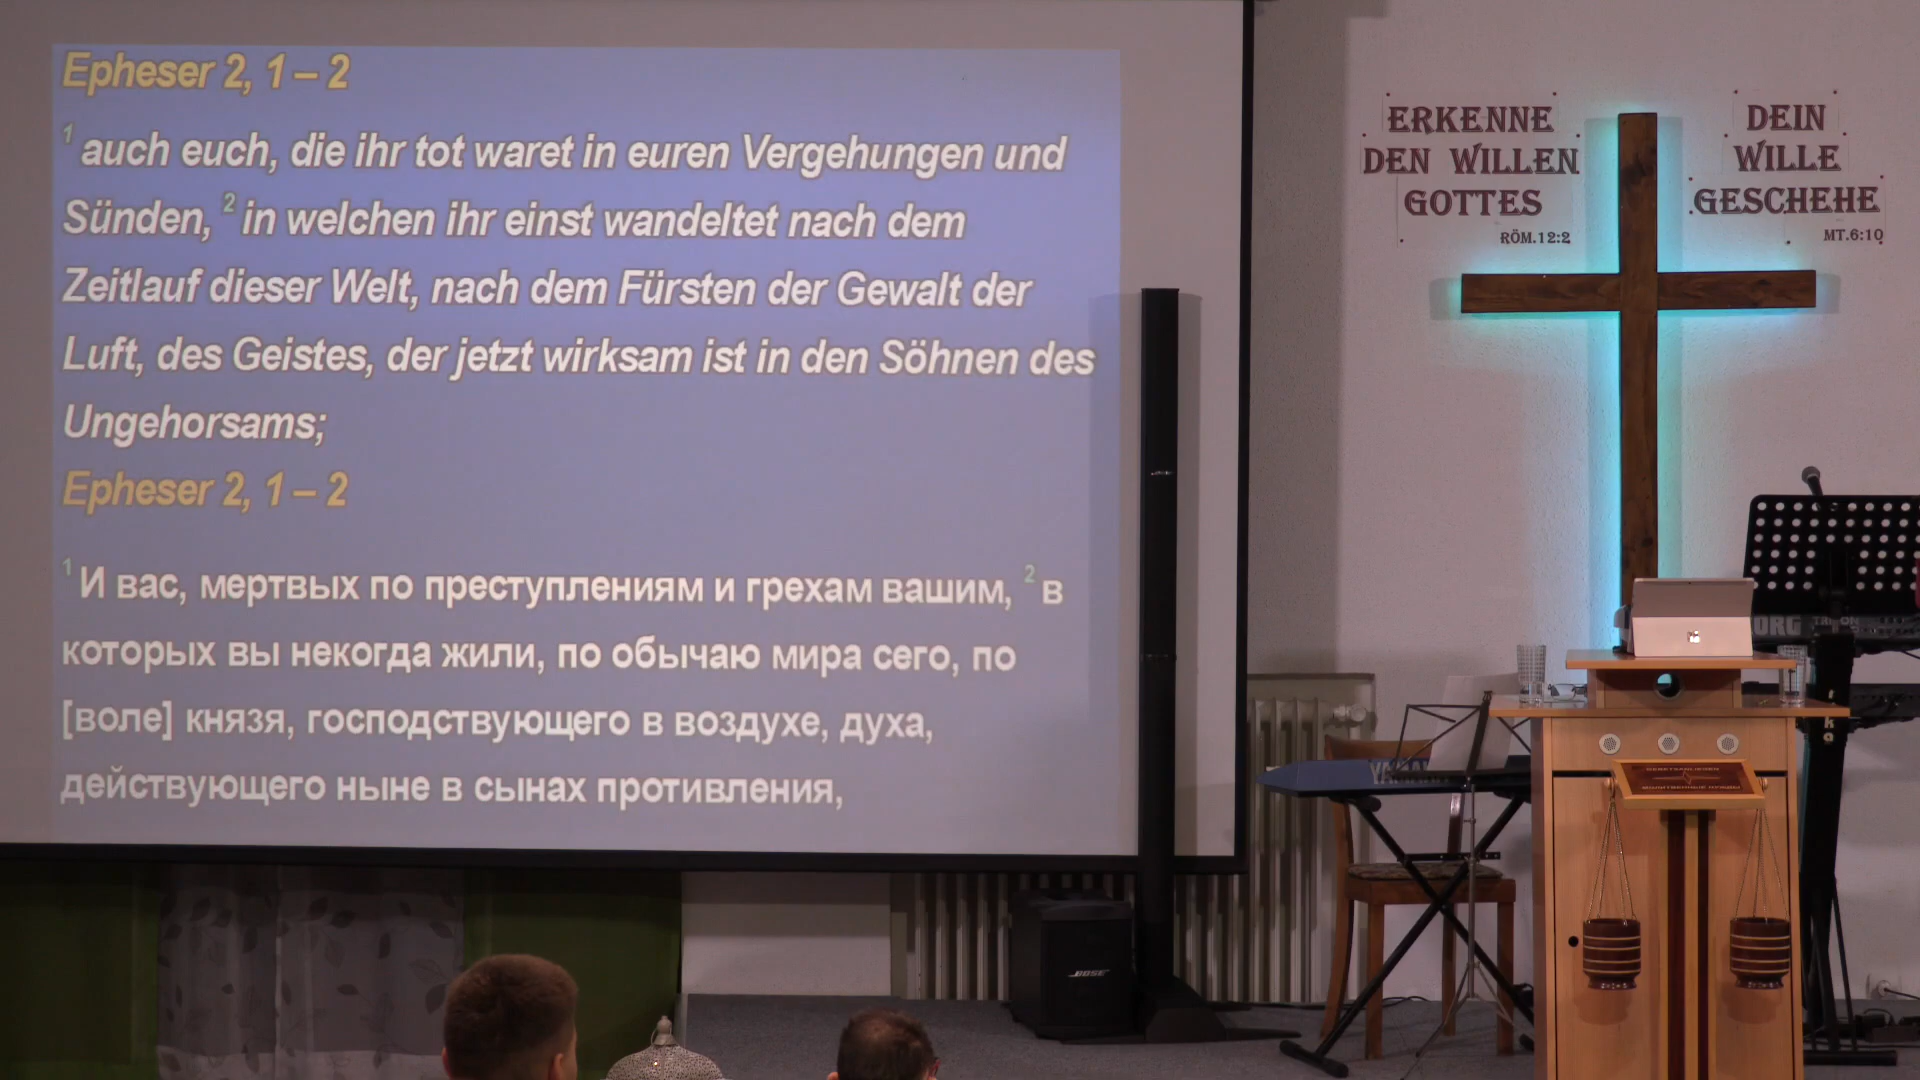 Epheser 2, 1 – 2
1 auch euch, die ihr tot waret in euren Vergehungen und
Sünden, 2 in welchen ihr einst wandeltet nach dem
Zeitlauf dieser Welt, nach dem Fürsten der Gewalt der
Luft, des Geistes, der jetzt wirksam ist in den Söhnen des
Ungehorsams;
Epheser 2, 1 – 2
1 И вас, мертвых по преступлениям и грехам вашим, 2 в
которых вы некогда жили, по обычаю мира сего, по
[воле] князя, господствующего в воздухе, духа,
действующего ныне в сынах противления,
ERKENNE
DEN WILLEN
GOTTES
RÖM.12:2
DEIN
WILLE
GESCHEHE
MT.6:10
KORG
YAMAHA
BOSE